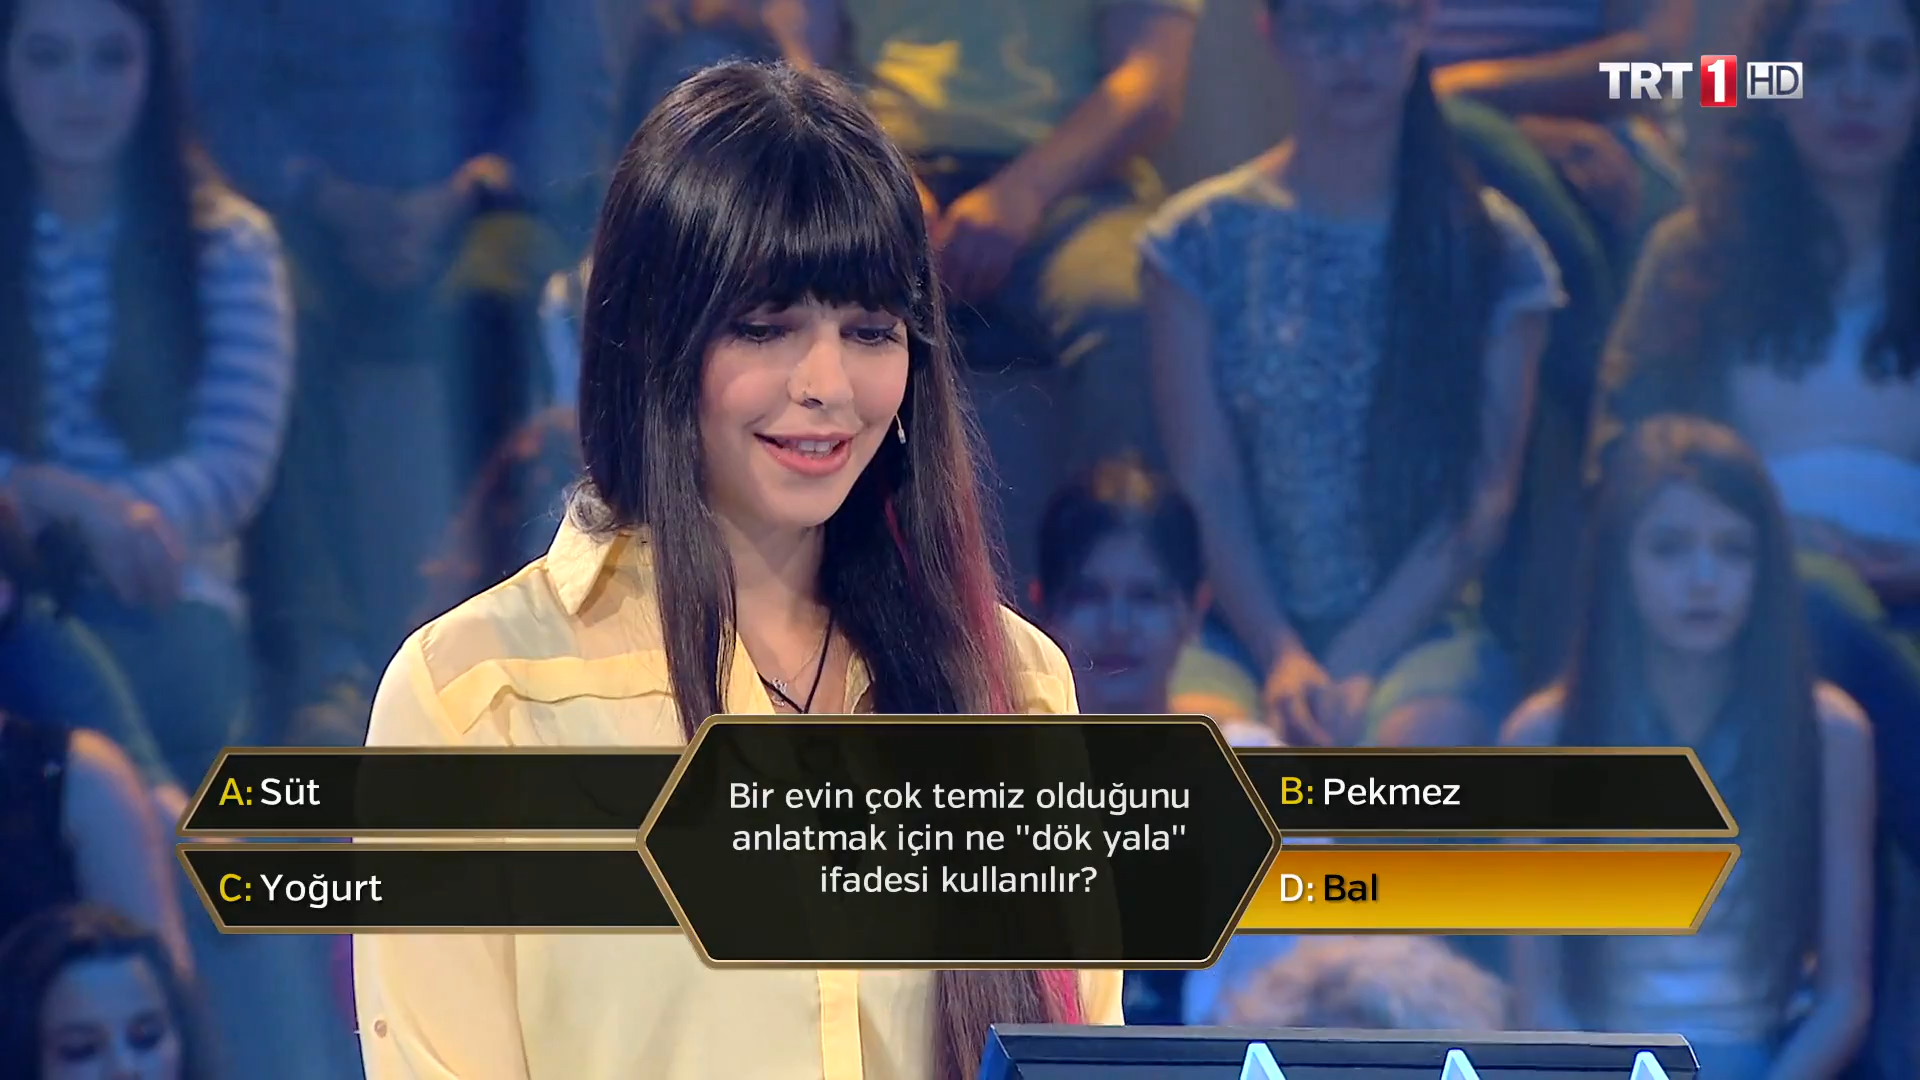 TRT 1 HD
Bir evin çok temiz olduğunu
anlatmak için ne "dök yala"
ifadesi kullanılır?
A: Süt
B: Pekmez
C: Yoğurt
D: Bal